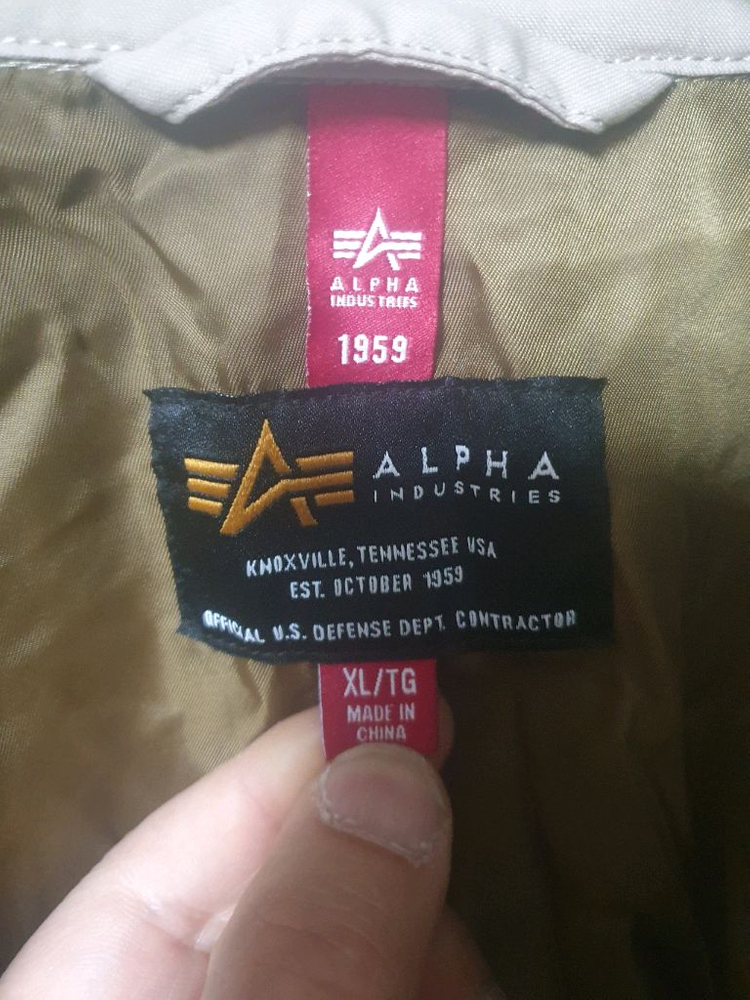 ALPHA
INDUSTRIES
1959
ALPHA
INDUSTRIES
KNOXVILLE, TENNESSEE USA
EST. OCTOBER 1959
OFFICIAL U.S. DEFENSE DEPT. CONTRACTOR
XL/TG
MADE IN
CHINA